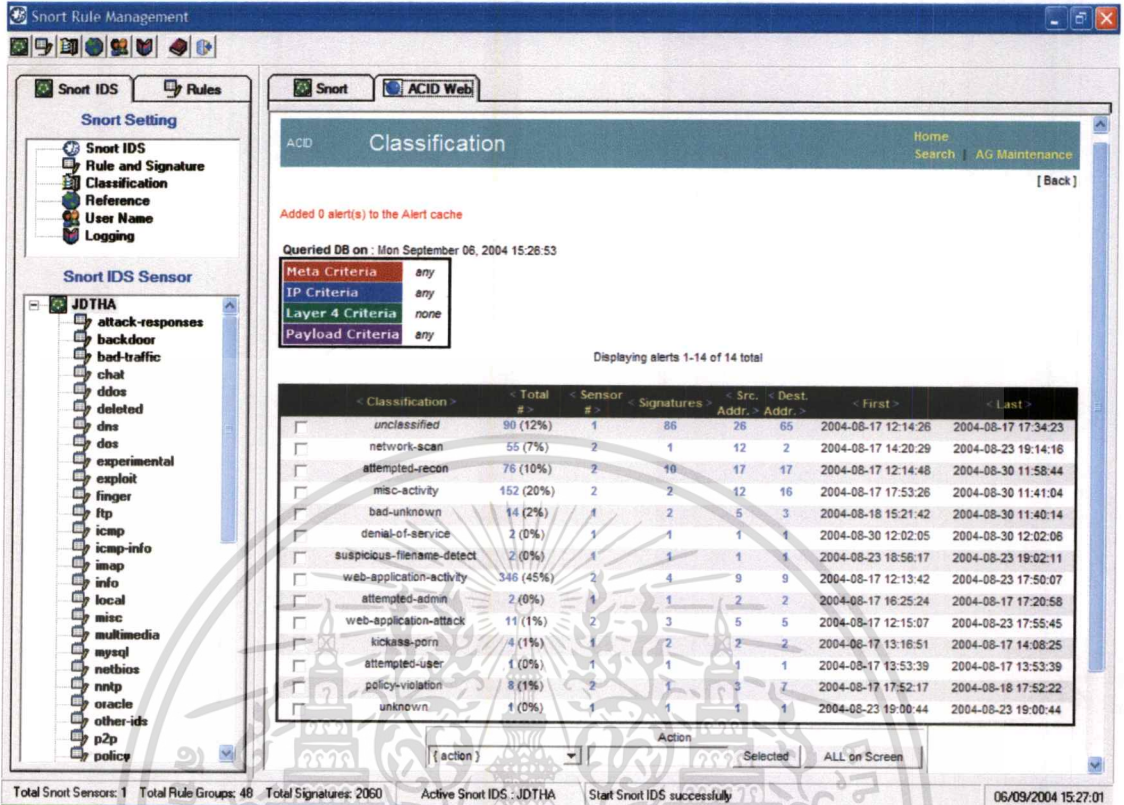 Snort Rule Management
Snort IDS
Rules
Snort Setting
Snort IDS
Rule and Signature
Classification
Reference
User Name
Logging
Snort IDS Sensor
JDTHA
attack-responses
backdoor
bad-traffic
chat
ddos
deleted
dns
dos
experimental
exploit
finger
ftp
icmp
icmp-info
imap
info
local
misc
multimedia
mysql
netbios
nntp
oracle
other-ids
p2p
policy
Snort
ACID Web
ACID Classification
Home
Search | AG Maintenance
[ Back ]
Added 0 alert(s) to the Alert cache
Queried DB on : Mon September 06, 2004 15:26:53
Meta Criteria any
IP Criteria any
Layer 4 Criteria none
Payload Criteria any
Displaying alerts 1-14 of 14 total
< Classification > < Total # > < Sensor # > < Signatures > < Src. Addr. > < Dest. Addr. > < First > < Last >
unclassified 90 (12%) 1 86 26 65 2004-08-17 12:14:26 2004-08-17 17:34:23
network-scan 55 (7%) 2 1 12 2 2004-08-17 14:20:29 2004-08-23 19:14:16
attempted-recon 76 (10%) 2 10 17 17 2004-08-17 12:14:48 2004-08-30 11:58:44
misc-activity 152 (20%) 2 2 12 16 2004-08-17 17:53:26 2004-08-30 11:41:04
bad-unknown 14 (2%) 1 2 5 3 2004-08-18 15:21:42 2004-08-30 11:40:14
denial-of-service 2 (0%) 1 1 1 1 2004-08-30 12:02:05 2004-08-30 12:02:06
suspicious-filename-detect 2 (0%) 1 1 1 1 2004-08-23 18:56:17 2004-08-23 19:02:11
web-application-activity 346 (45%) 2 4 9 9 2004-08-17 12:13:42 2004-08-23 17:50:07
attempted-admin 2 (0%) 1 1 2 2 2004-08-17 16:25:24 2004-08-17 17:20:58
web-application-attack 11 (1%) 2 3 5 5 2004-08-17 12:15:07 2004-08-23 17:55:45
kickass-porn 4 (1%) 1 2 2 2 2004-08-17 13:16:51 2004-08-17 14:08:25
attempted-user 1 (0%) 1 1 1 1 2004-08-17 13:53:39 2004-08-17 13:53:39
policy-violation 8 (1%) 2 1 3 7 2004-08-17 17:52:17 2004-08-18 17:52:22
unknown 1 (0%) 1 1 1 1 2004-08-23 19:00:44 2004-08-23 19:00:44
Action
{ action } Selected ALL on Screen
Total Snort Sensors: 1 Total Rule Groups: 48 Total Signatures: 2060 Active Snort IDS : JDTHA Start Snort IDS successfully 06/09/2004 15:27:01